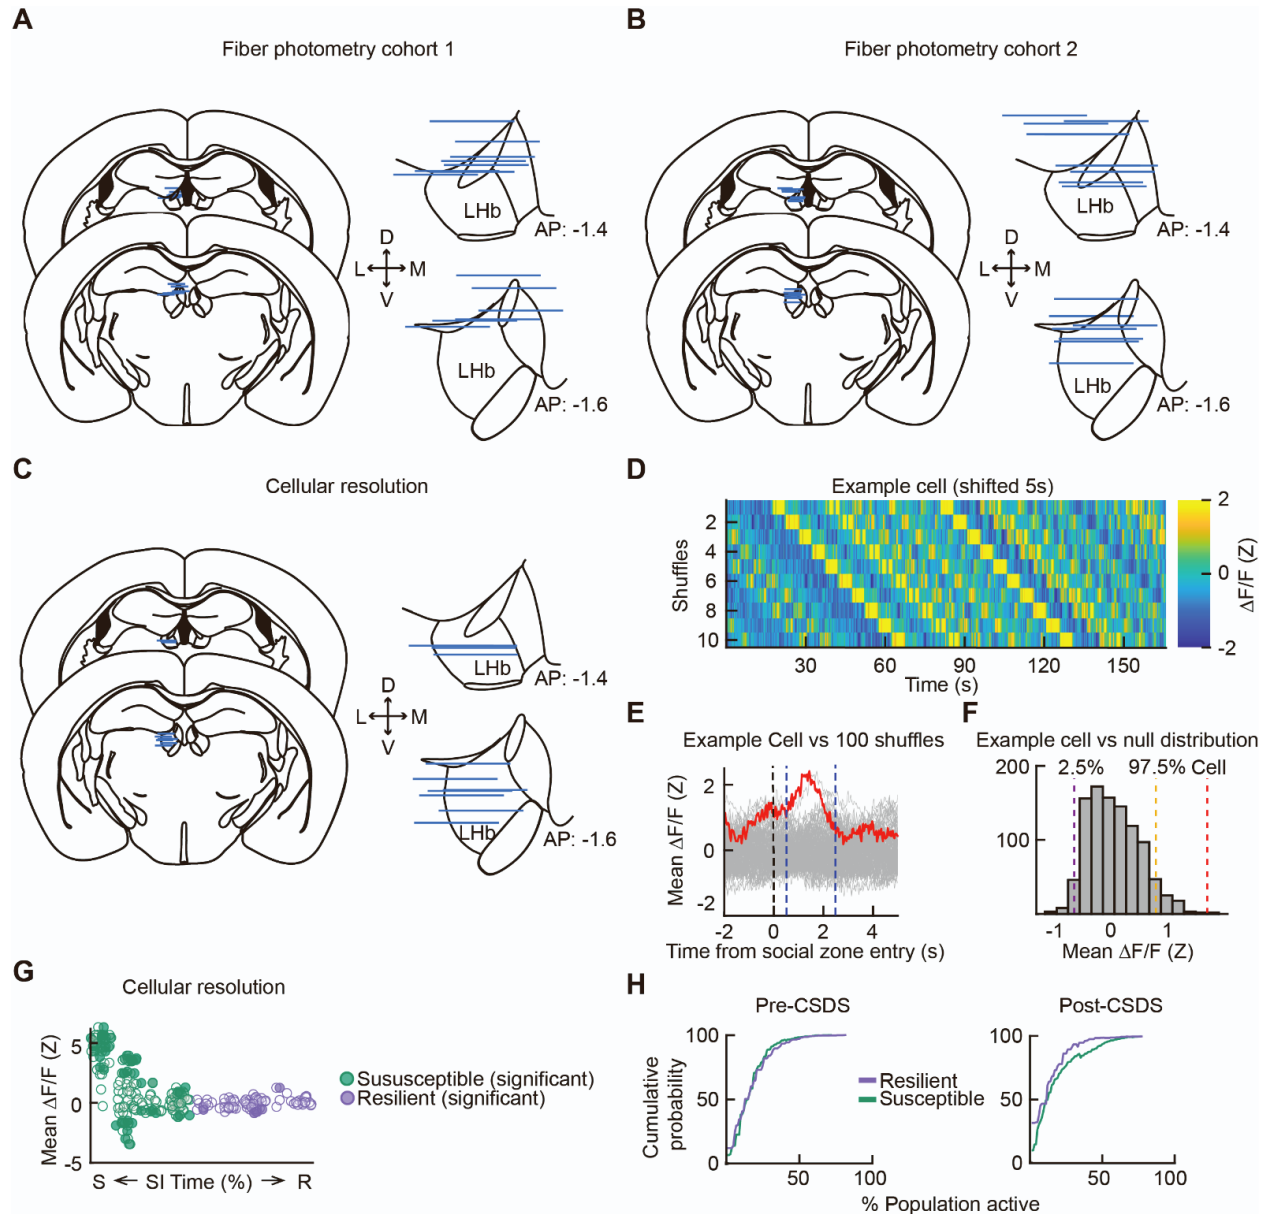 A
Fiber photometry cohort 1
LHb
AP: -1.4
D
L M
V
LHb
AP: -1.6
B
Fiber photometry cohort 2
LHb
AP: -1.4
D
L M
V
LHb
AP: -1.6
C
Cellular resolution
LHb
AP: -1.4
D
L M
V
LHb
AP: -1.6
D
Example cell (shifted 5s)
Shuffles
2
4
6
8
10
30 60 90 120 150
Time (s)
2
0
-2
ΔF/F (Z)
E
Example Cell vs 100 shuffles
Mean ΔF/F (Z)
2
0
-2
-2 0 2 4
Time from social zone entry (s)
F
Example cell vs null distribution
2.5% 97.5% Cell
200
100
-1 0 1
Mean ΔF/F (Z)
G
Cellular resolution
Mean ΔF/F (Z)
5
0
-5
S ← SI Time (%) → R
Sususceptible (significant)
Resilient (significant)
H
Pre-CSDS
Cumulative
probability
100
50
0
50 100
Resilient
Susceptible
Post-CSDS
100
50
0
50 100
% Population active